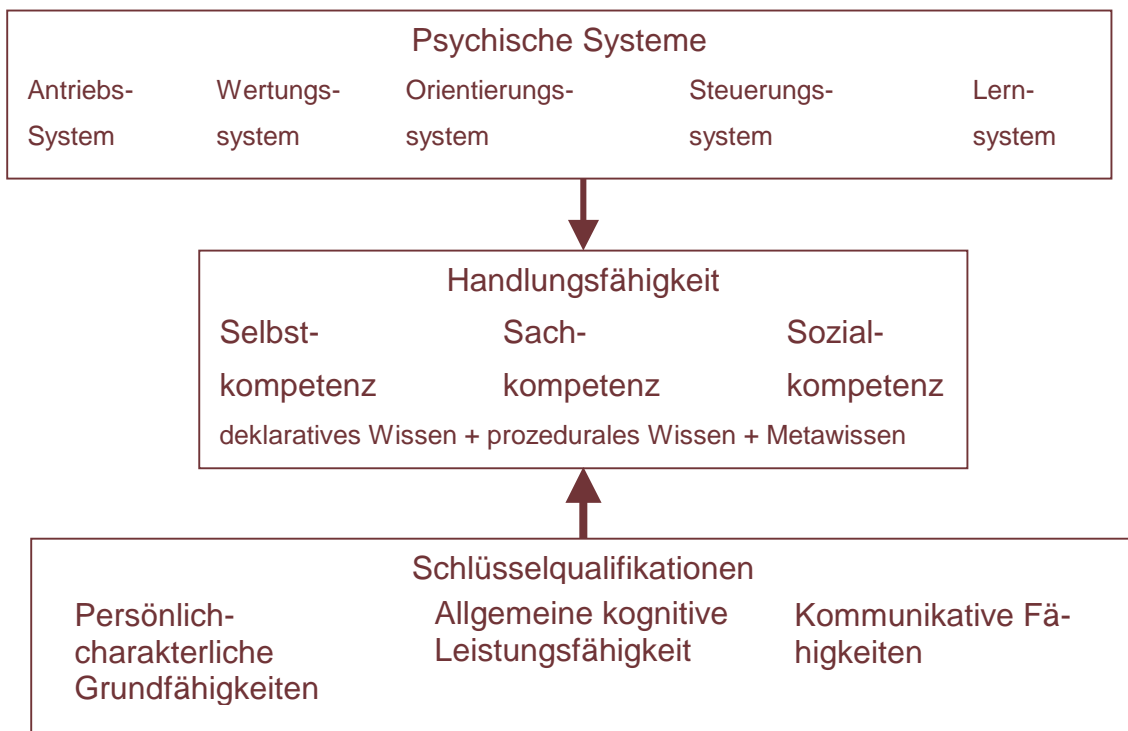 Psychische Systeme
Antriebs- Wertungs- Orientierungs- Steuerungs- Lern-
System system system system system
Handlungsfähigkeit
Selbst- Sach- Sozial-
kompetenz kompetenz kompetenz
deklaratives Wissen + prozedurales Wissen + Metawissen
Schlüsselqualifikationen
Persönlich-
charakterliche
Grundfähigkeiten
Allgemeine kognitive
Leistungsfähigkeit
Kommunikative Fä-
higkeiten